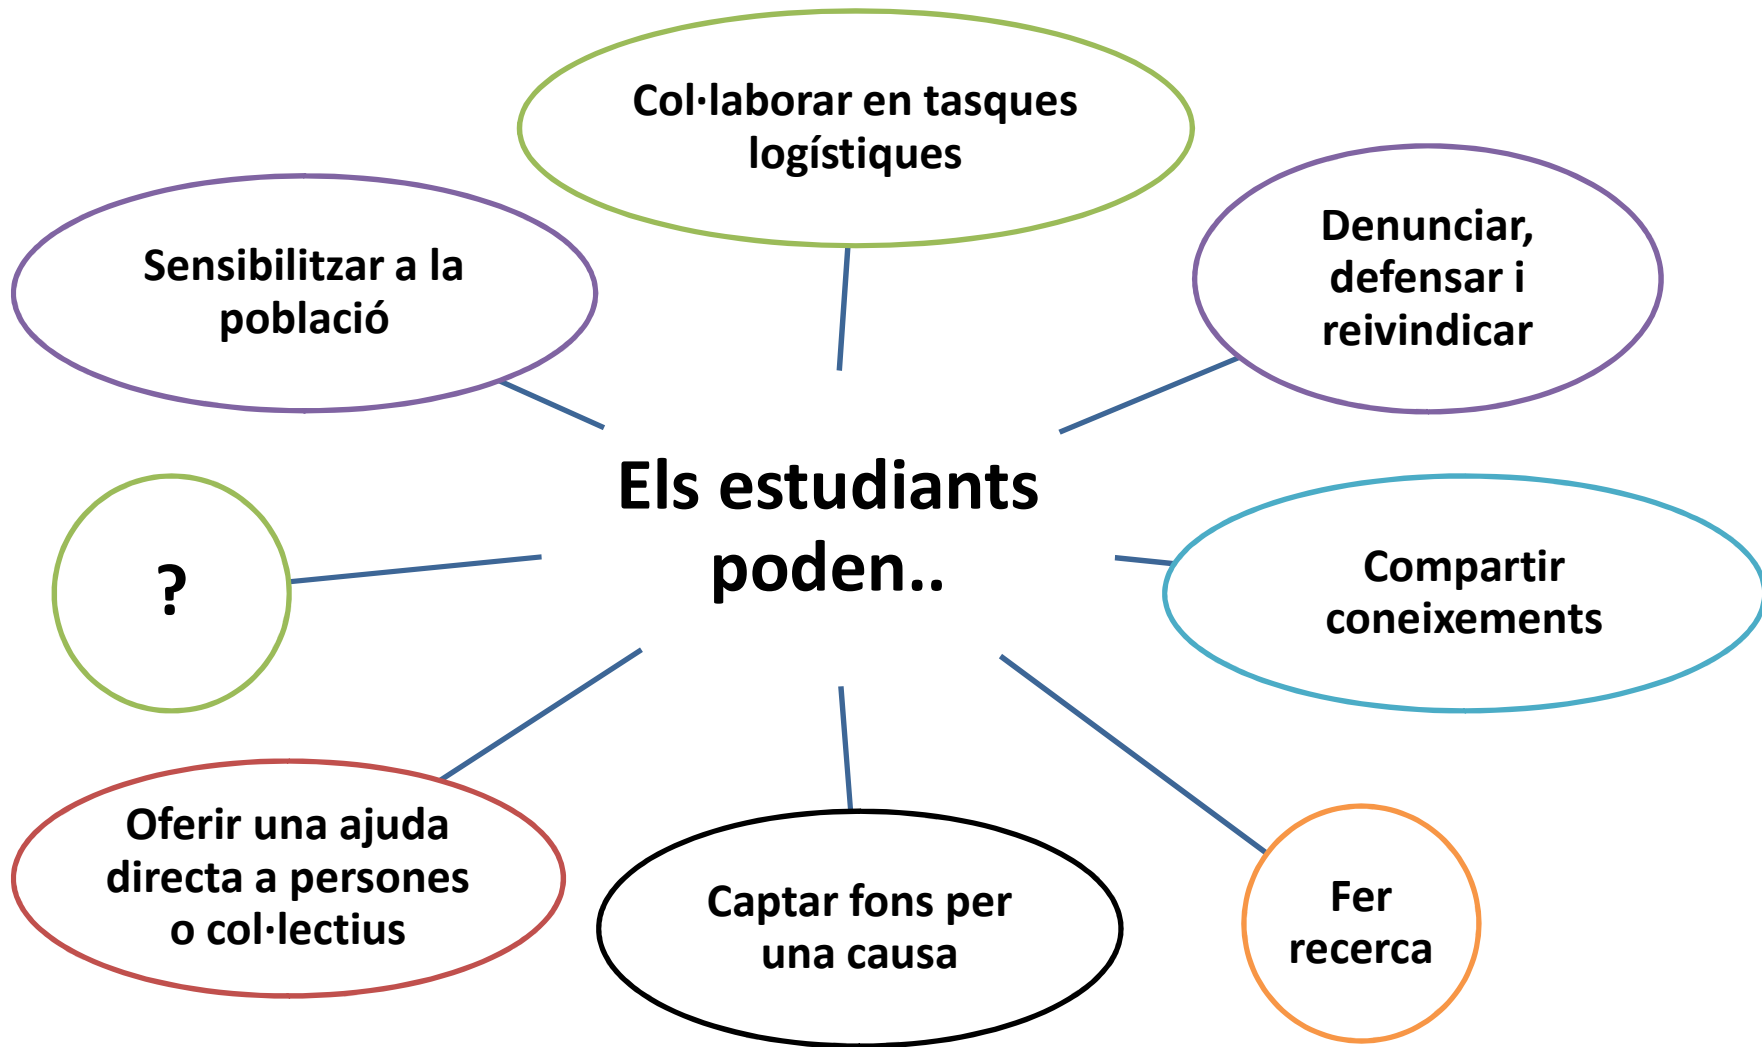 Col·laborar en tasques
logístiques
Denunciar,
defensar i
reivindicar
Sensibilitzar a la
població
Els estudiants
poden..
?
Compartir
coneixements
Oferir una ajuda
directa a persones
o col·lectius
Captar fons per
una causa
Fer
recerca